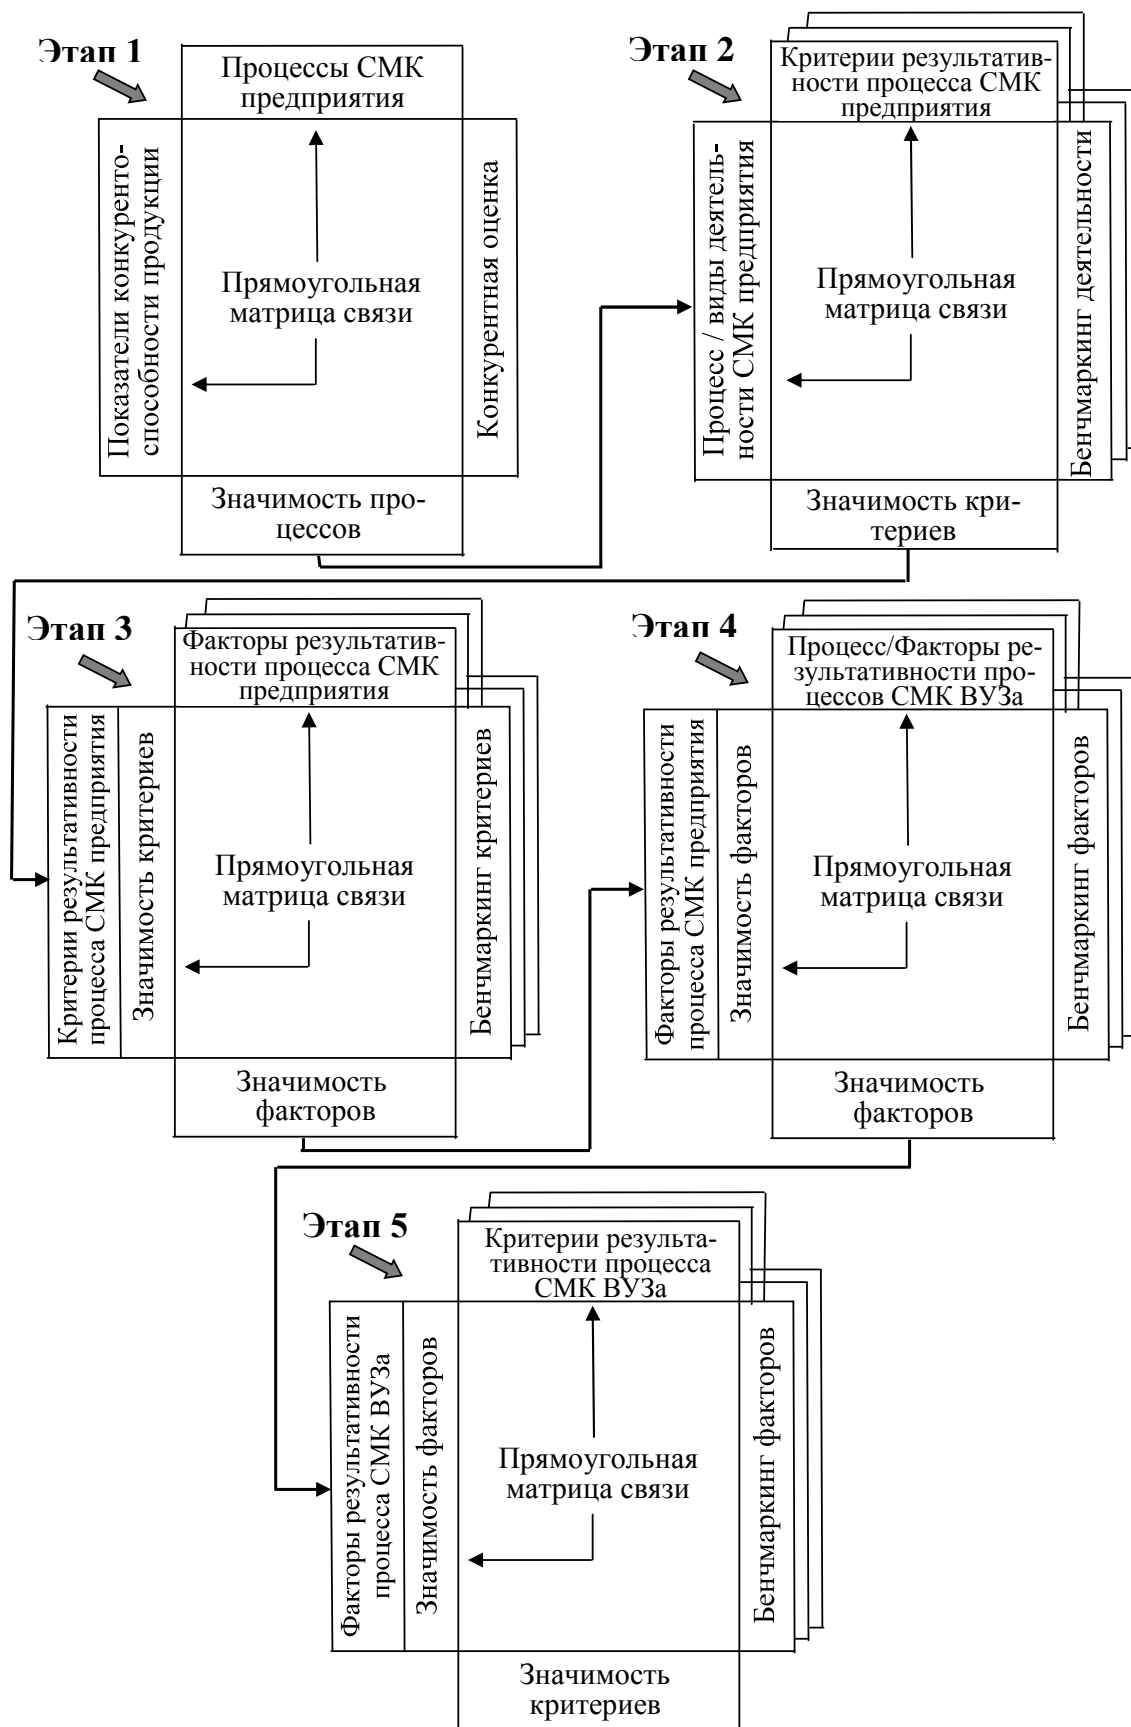 Этап 1
Процессы СМК
предприятия
Показатели конкуренто-
способности продукции
Прямоугольная
матрица связи
Конкурентная оценка
Значимость про-
цессов
Этап 2
Критерии результатив-
ности процесса СМК
предприятия
Процесс / виды деятель-
ности СМК предприятия
Прямоугольная
матрица связи
Бенчмаркинг деятельности
Значимость кри-
териев
Этап 3
Факторы результатив-
ности процесса СМК
предприятия
Критерии результативности
процесса СМК предприятия
Значимость критериев
Прямоугольная
матрица связи
Бенчмаркинг критериев
Значимость
факторов
Этап 4
Процесс/Факторы ре-
зультативности про-
цессов СМК ВУЗа
Факторы результативности
процесса СМК предприятия
Значимость факторов
Прямоугольная
матрица связи
Бенчмаркинг факторов
Значимость
факторов
Этап 5
Критерии результа-
тивности процесса
СМК ВУЗа
Факторы результативности
процесса СМК ВУЗа
Значимость факторов
Прямоугольная
матрица связи
Бенчмаркинг факторов
Значимость
критериев